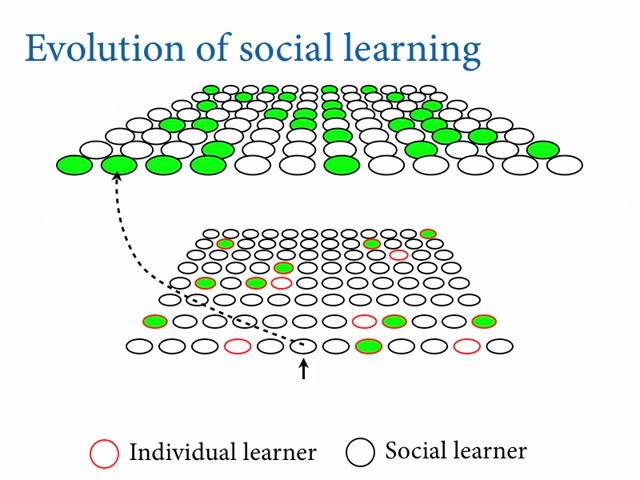 Evolution of social learning
Individual learner
Social learner